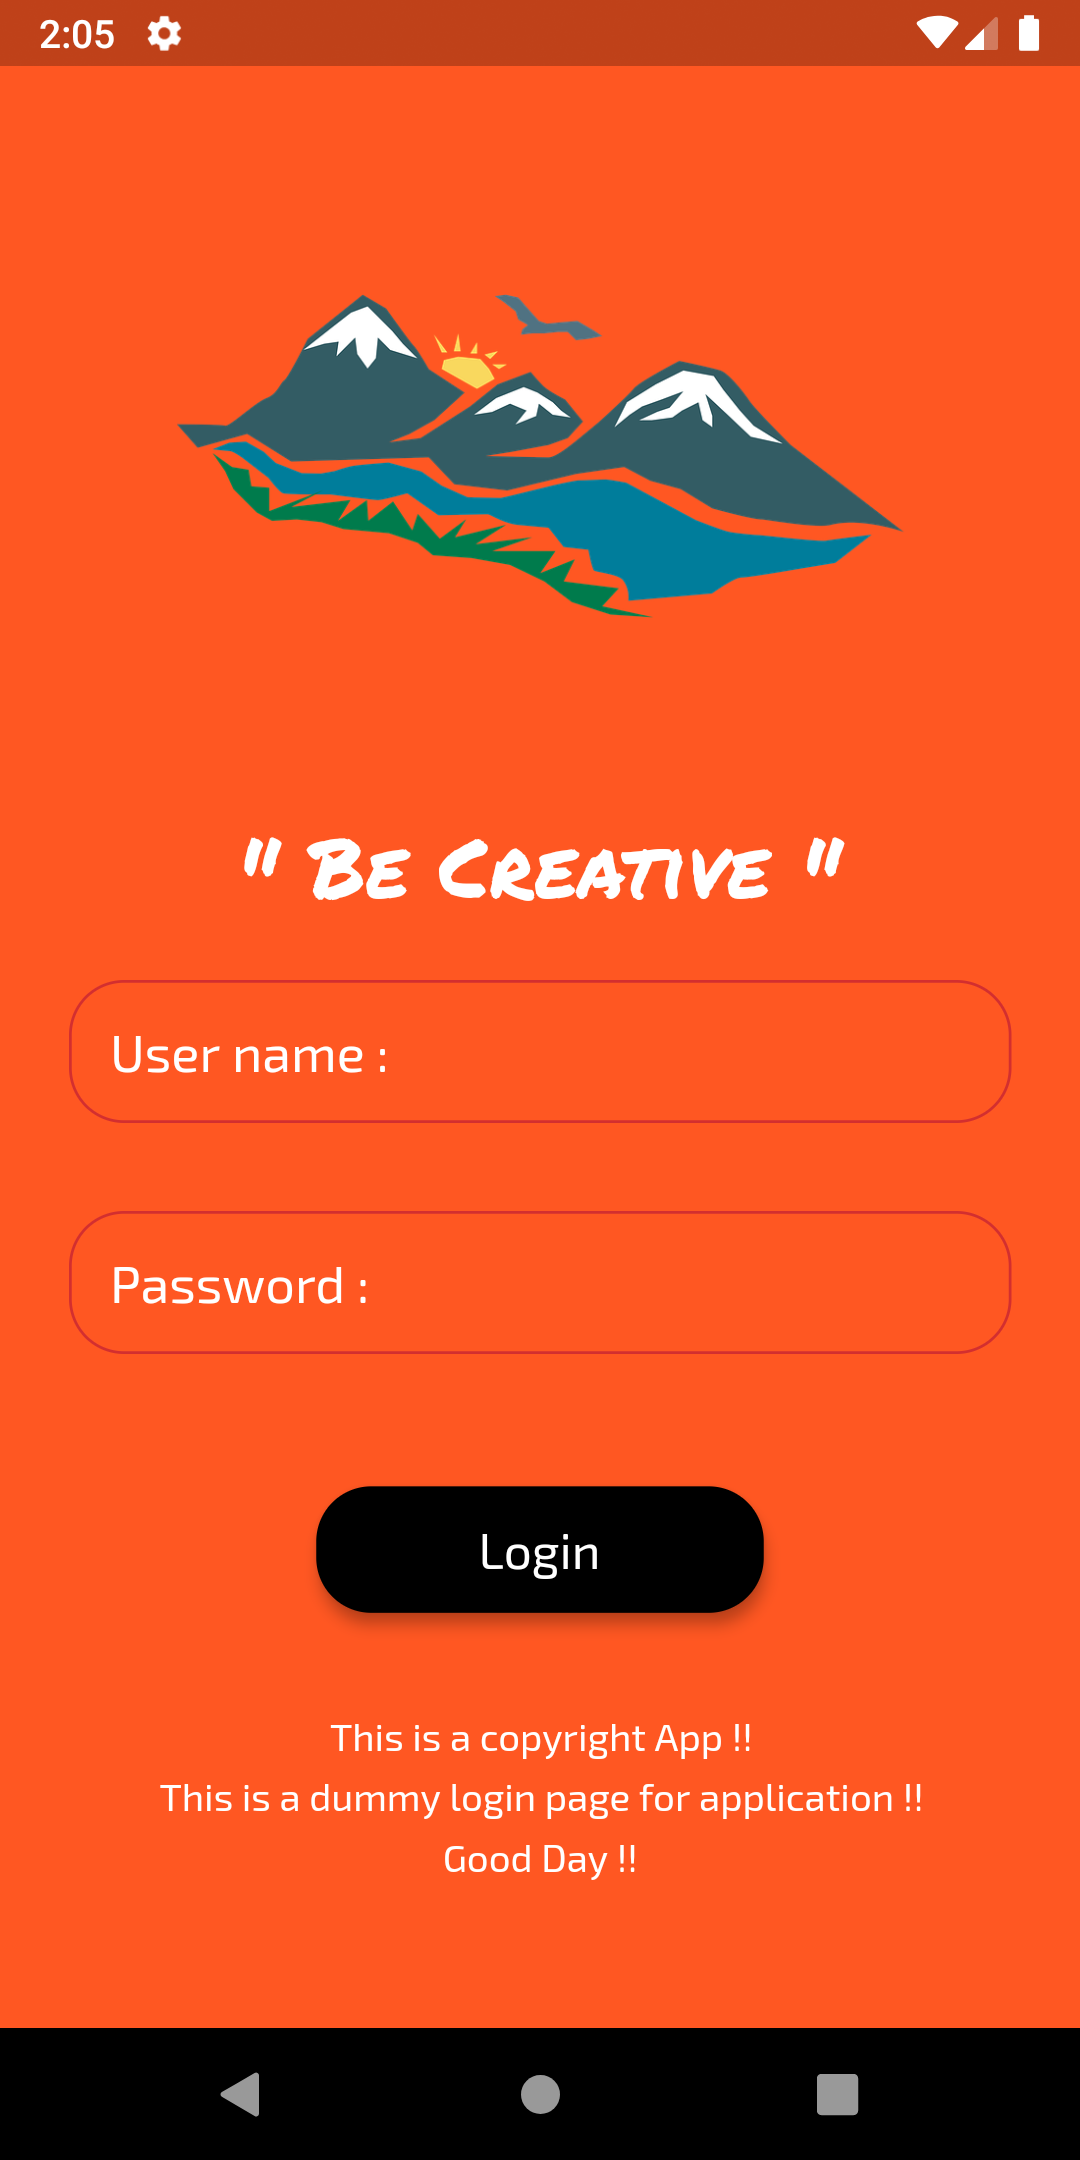 2:05
" Be Creative "
User name :
Password :
Login
This is a copyright App !!
This is a dummy login page for application !!
Good Day !!